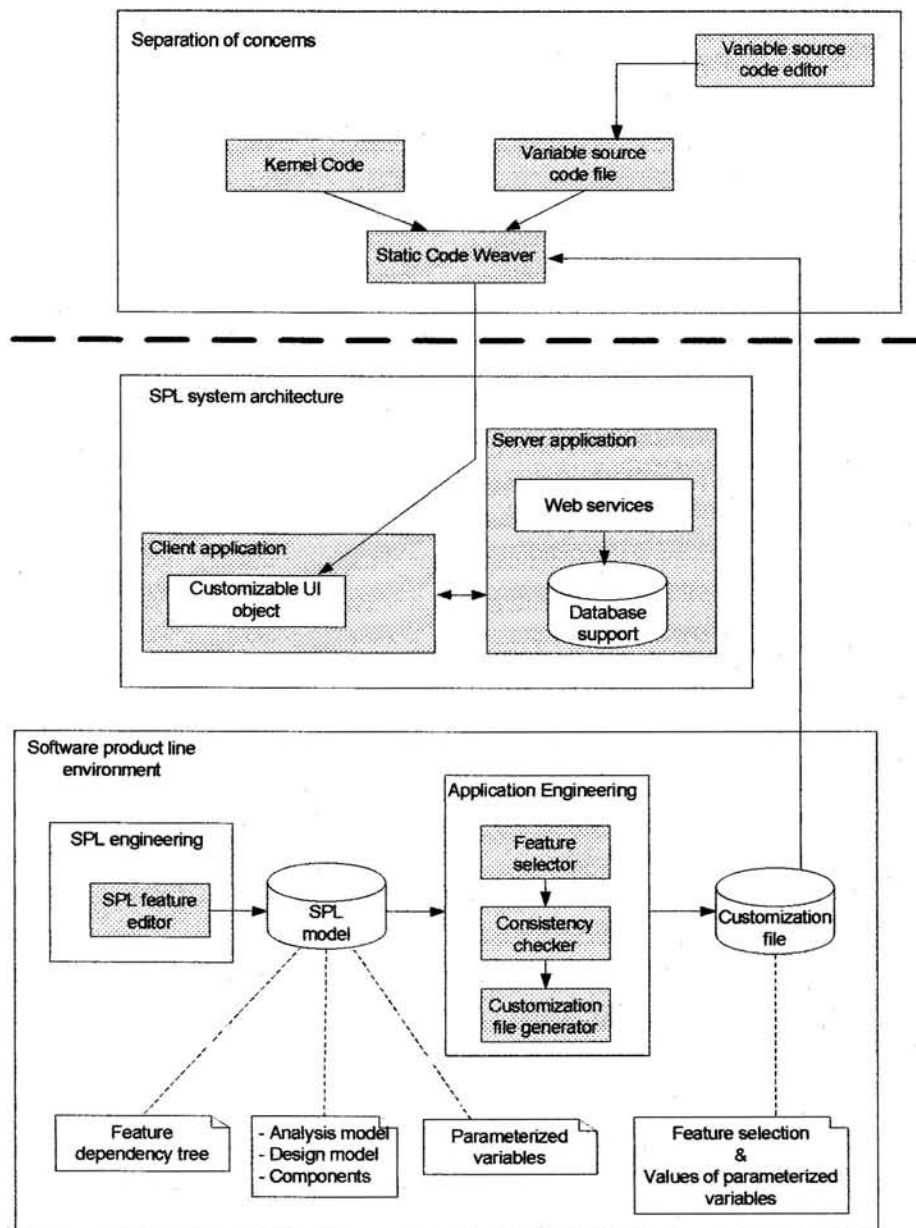 Separation of concerns
Variable source
code editor
Kernel Code
Variable source
code file
Static Code Weaver
SPL system architecture
Server application
Web services
Client application
Customizable UI
object
Database
support
Software product line
environment
Application Engineering
SPL engineering
Feature
selector
SPL feature
editor
SPL
model
Consistency
checker
Customization
file
Customization
file generator
Feature
dependency tree
- Analysis model
- Design model
- Components
Parameterized
variables
Feature selection
&
Values of parameterized
variables